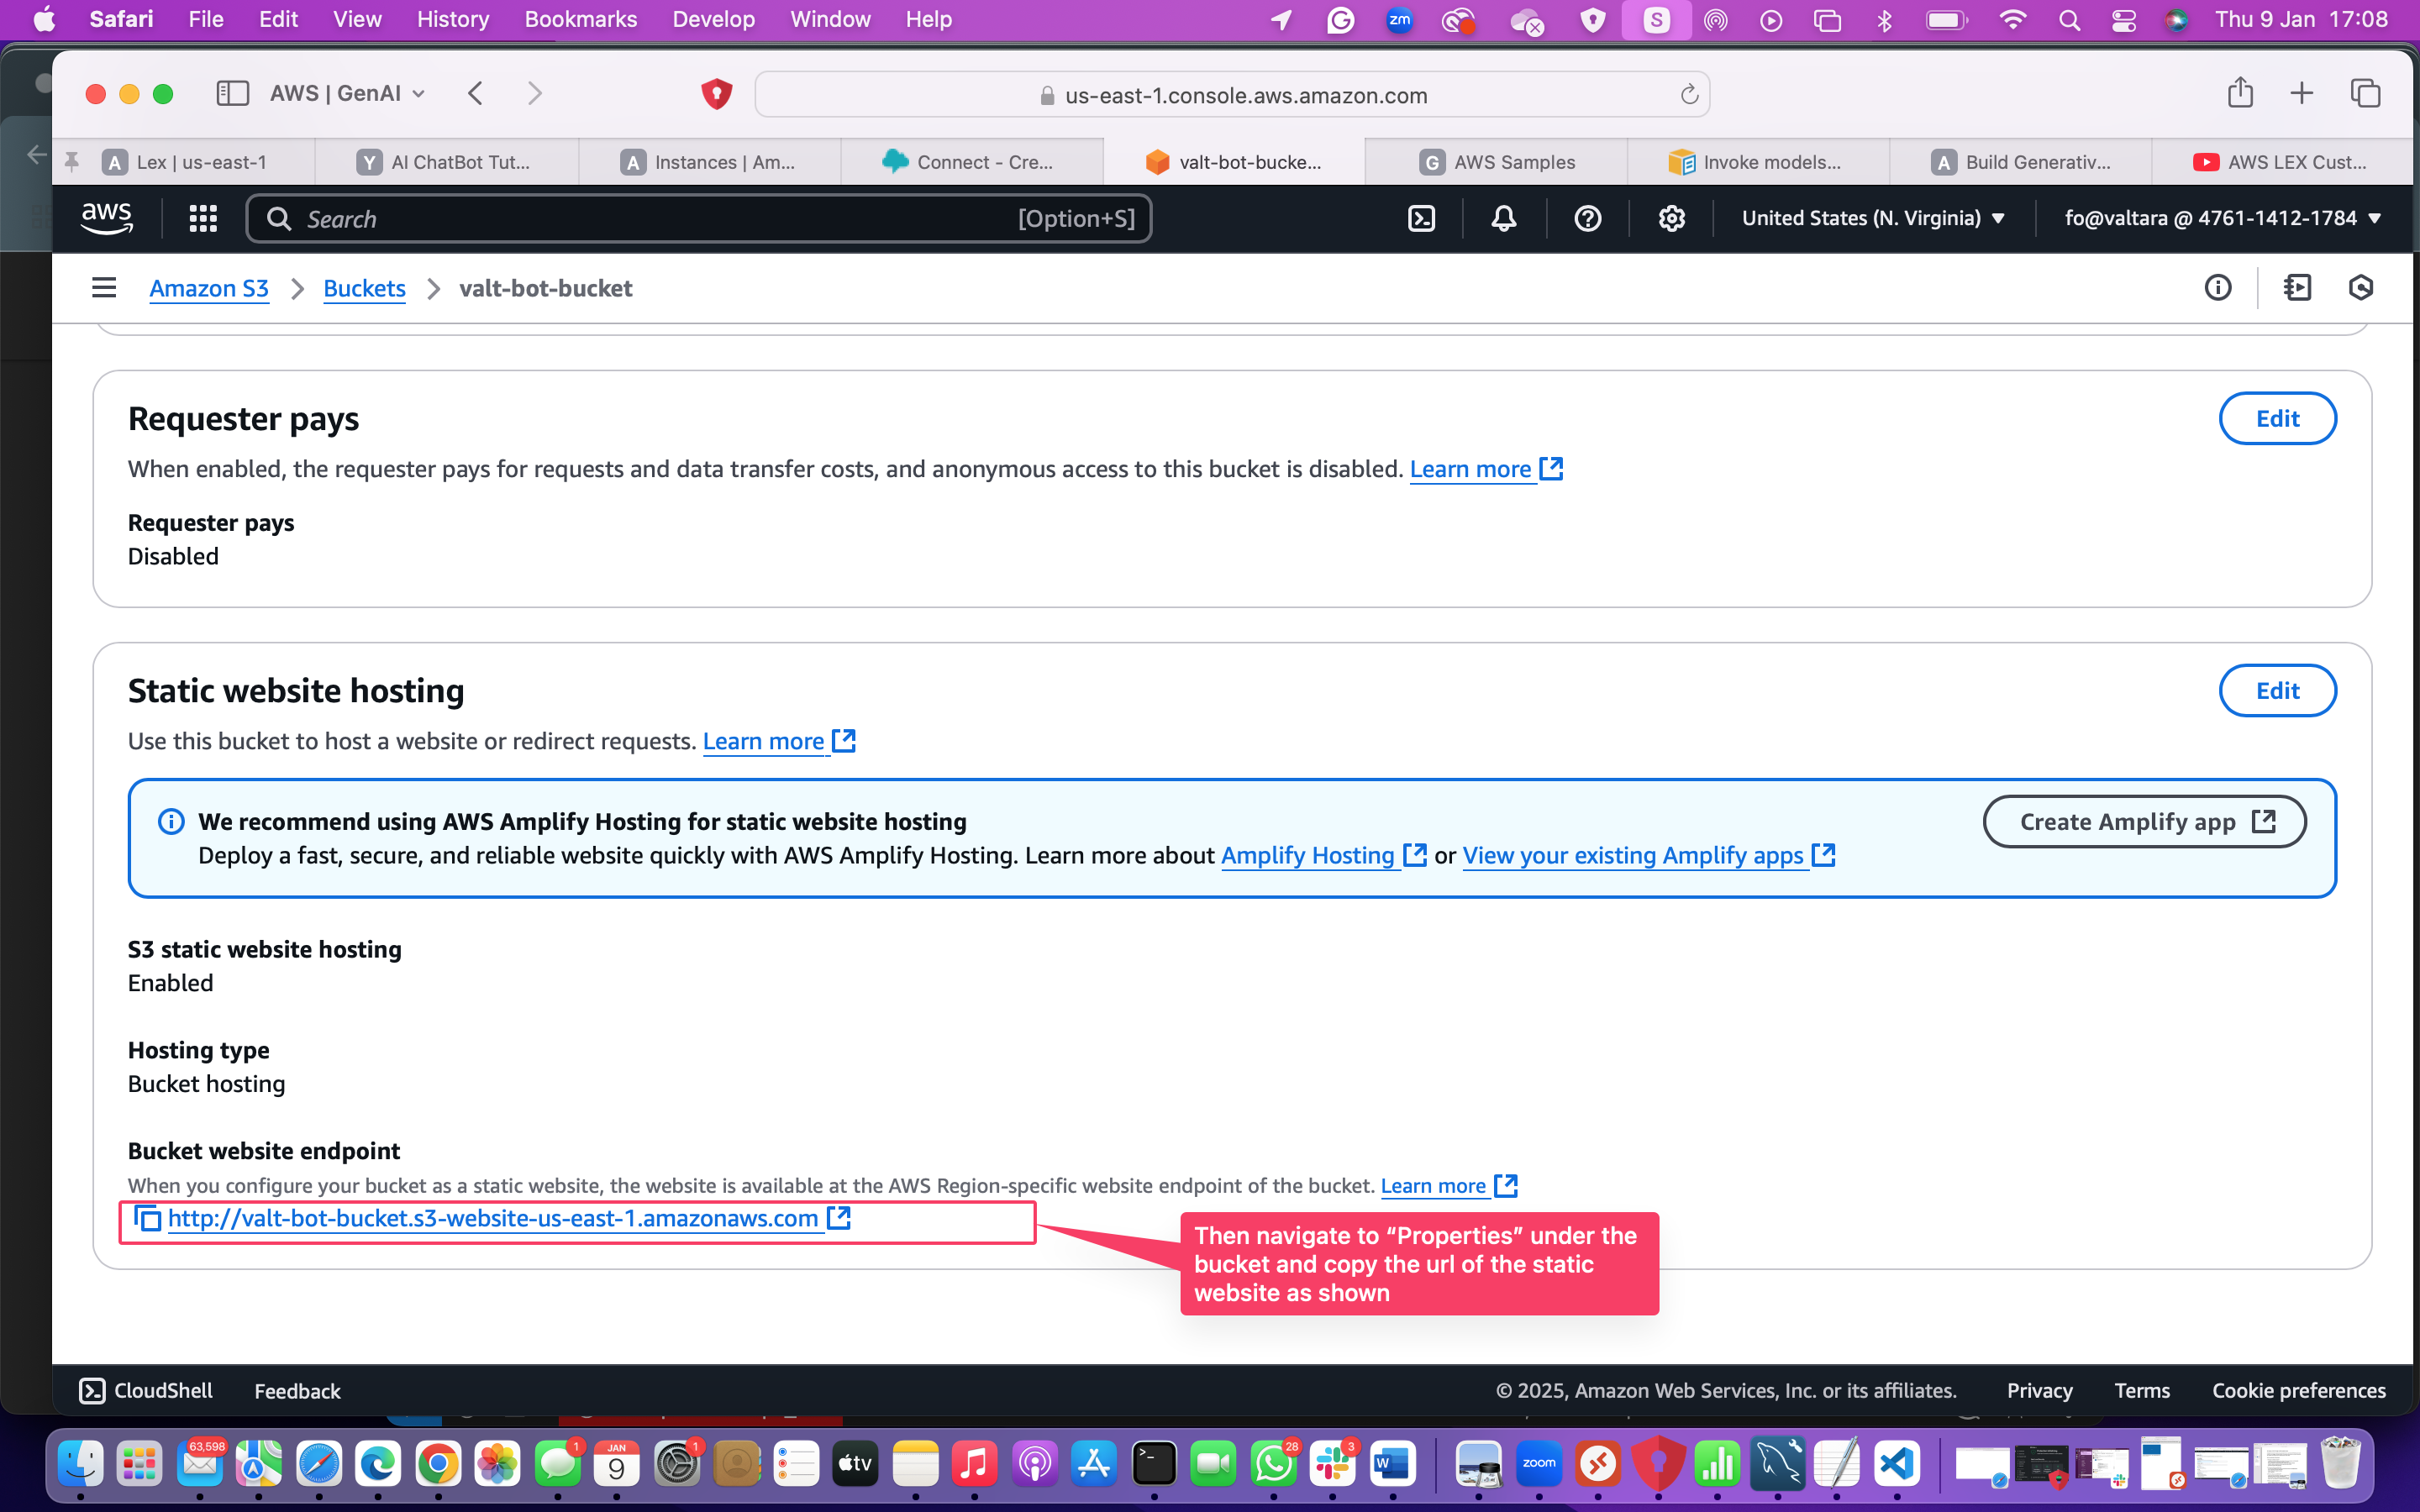 Safari File Edit View History Bookmarks Develop Window Help zm S Thu 9 Jan 17:08
AWS | GenAI us-east-1.console.aws.amazon.com
A Lex | us-east-1 Y AI ChatBot Tut... A Instances | Am... Connect - Cre... valt-bot-bucke... G AWS Samples Invoke models... A Build Generativ... AWS LEX Cust...
aws Search [Option+S] United States (N. Virginia) fo@valtara @ 4761-1412-1784
Amazon S3 Buckets valt-bot-bucket
Requester pays Edit
When enabled, the requester pays for requests and data transfer costs, and anonymous access to this bucket is disabled. Learn more
Requester pays
Disabled
Static website hosting Edit
Use this bucket to host a website or redirect requests. Learn more
We recommend using AWS Amplify Hosting for static website hosting Create Amplify app
Deploy a fast, secure, and reliable website quickly with AWS Amplify Hosting. Learn more about Amplify Hosting or View your existing Amplify apps
S3 static website hosting
Enabled
Hosting type
Bucket hosting
Bucket website endpoint
When you configure your bucket as a static website, the website is available at the AWS Region-specific website endpoint of the bucket. Learn more
http://valt-bot-bucket.s3-website-us-east-1.amazonaws.com
Then navigate to “Properties” under the
bucket and copy the url of the static
website as shown
CloudShell Feedback © 2025, Amazon Web Services, Inc. or its affiliates. Privacy Terms Cookie preferences
63,598 1 JAN 9 1 tv 28 3 W zoom